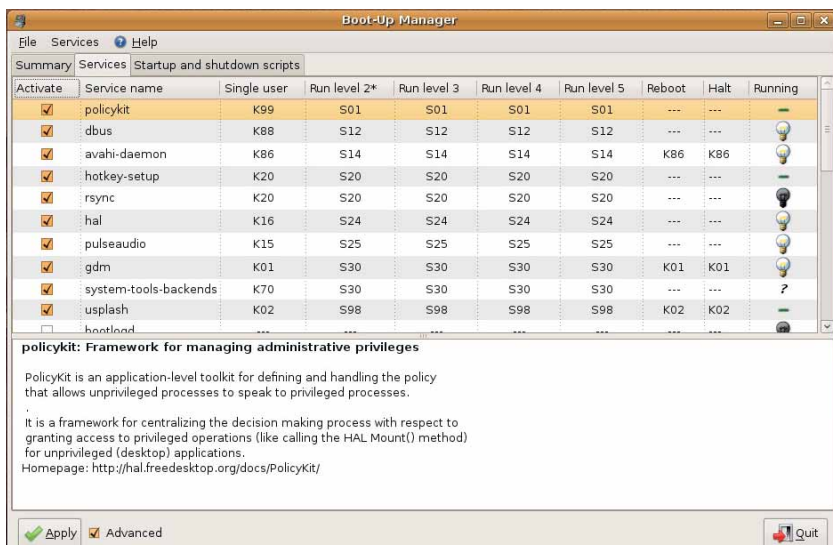 Boot-Up Manager
File Services Help
Summary Services Startup and shutdown scripts
Activate Service name Single user Run level 2* Run level 3 Run level 4 Run level 5 Reboot Halt Running
policykit K99 S01 S01 S01 S01 --- ---
dbus K88 S12 S12 S12 S12 --- ---
avahi-daemon K86 S14 S14 S14 S14 K86 K86
hotkey-setup K20 S20 S20 S20 S20 --- ---
rsync K20 S20 S20 S20 S20 --- ---
hal K16 S24 S24 S24 S24 --- ---
pulseaudio K15 S25 S25 S25 S25 --- ---
gdm K01 S30 S30 S30 S30 K01 K01
system-tools-backends K70 S30 S30 S30 S30 --- --- ?
usplash K02 S98 S98 S98 S98 K02 K02
bootlogd --- --- --- --- --- --- ---
policykit: Framework for managing administrative privileges
PolicyKit is an application-level toolkit for defining and handling the policy
that allows unprivileged processes to speak to privileged processes.
.
It is a framework for centralizing the decision making process with respect to
granting access to privileged operations (like calling the HAL Mount() method)
for unprivileged (desktop) applications.
Homepage: http://hal.freedesktop.org/docs/PolicyKit/
Apply Advanced Quit